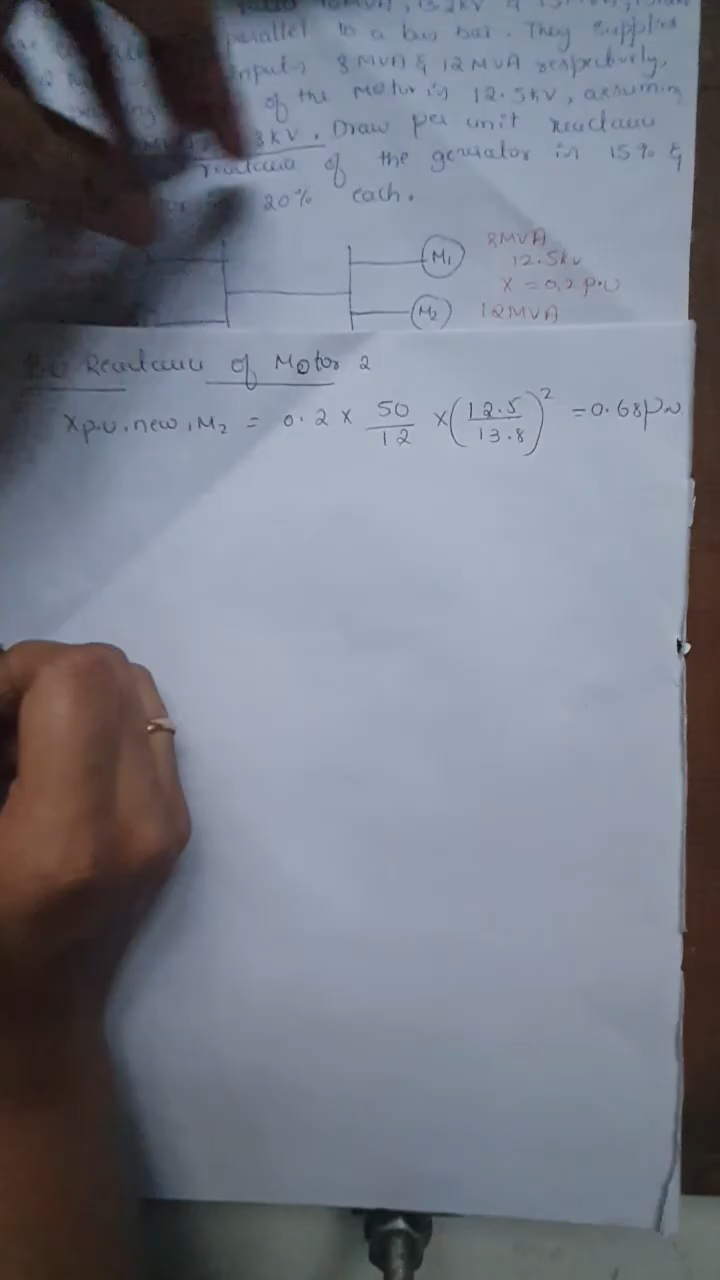 13.2kV &
parallel to a bus bar. They supplies
inputs 8 MVA & 12 MVA respectively.
of the Motor is 12.5kV, assuming
3kV. Draw per unit reactance
reactance of the generator is 15% &
20% each.
M1 8MVA
12.5kV
X = 0.2 p.u
M2 12MVA
Reactance of Motor 2
Xp.u.new, M2 = 0.2 × 50/12 × (12.5/13.8)^2 = 0.68p.u